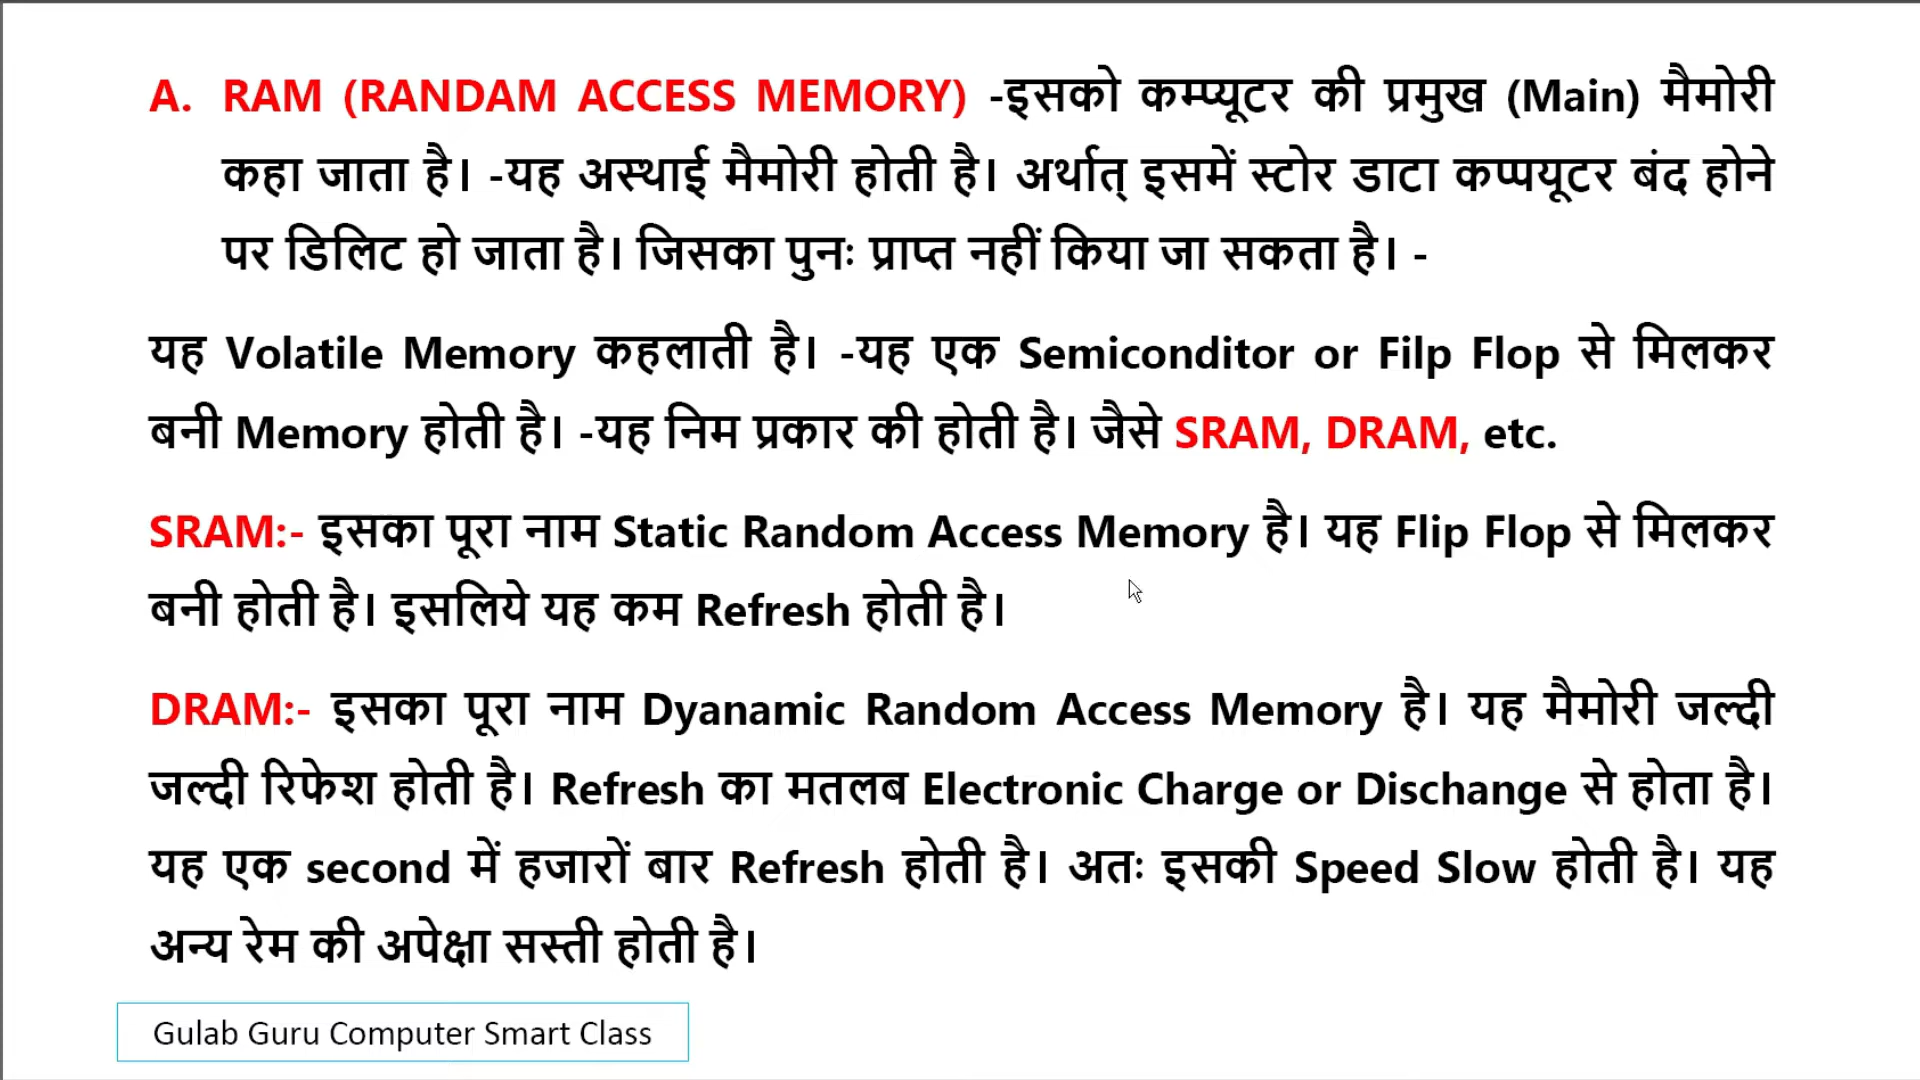 A. RAM (RANDAM ACCESS MEMORY) -इसको कम्प्यूटर की प्रमुख (Main) मैमोरी
कहा जाता है। -यह अस्थाई मैमोरी होती है। अर्थात् इसमें स्टोर डाटा कप्पयूटर बंद होने
पर डिलिट हो जाता है। जिसका पुनः प्राप्त नहीं किया जा सकता है। -
यह Volatile Memory कहलाती है। -यह एक Semiconditor or Filp Flop से मिलकर
बनी Memory होती है। -यह निम प्रकार की होती है। जैसे SRAM, DRAM, etc.
SRAM:- इसका पूरा नाम Static Random Access Memory है। यह Flip Flop से मिलकर
बनी होती है। इसलिये यह कम Refresh होती है।
DRAM:- इसका पूरा नाम Dyanamic Random Access Memory है। यह मैमोरी जल्दी
जल्दी रिफेश होती है। Refresh का मतलब Electronic Charge or Dischange से होता है।
यह एक second में हजारों बार Refresh होती है। अतः इसकी Speed Slow होती है। यह
अन्य रेम की अपेक्षा सस्ती होती है।
Gulab Guru Computer Smart Class